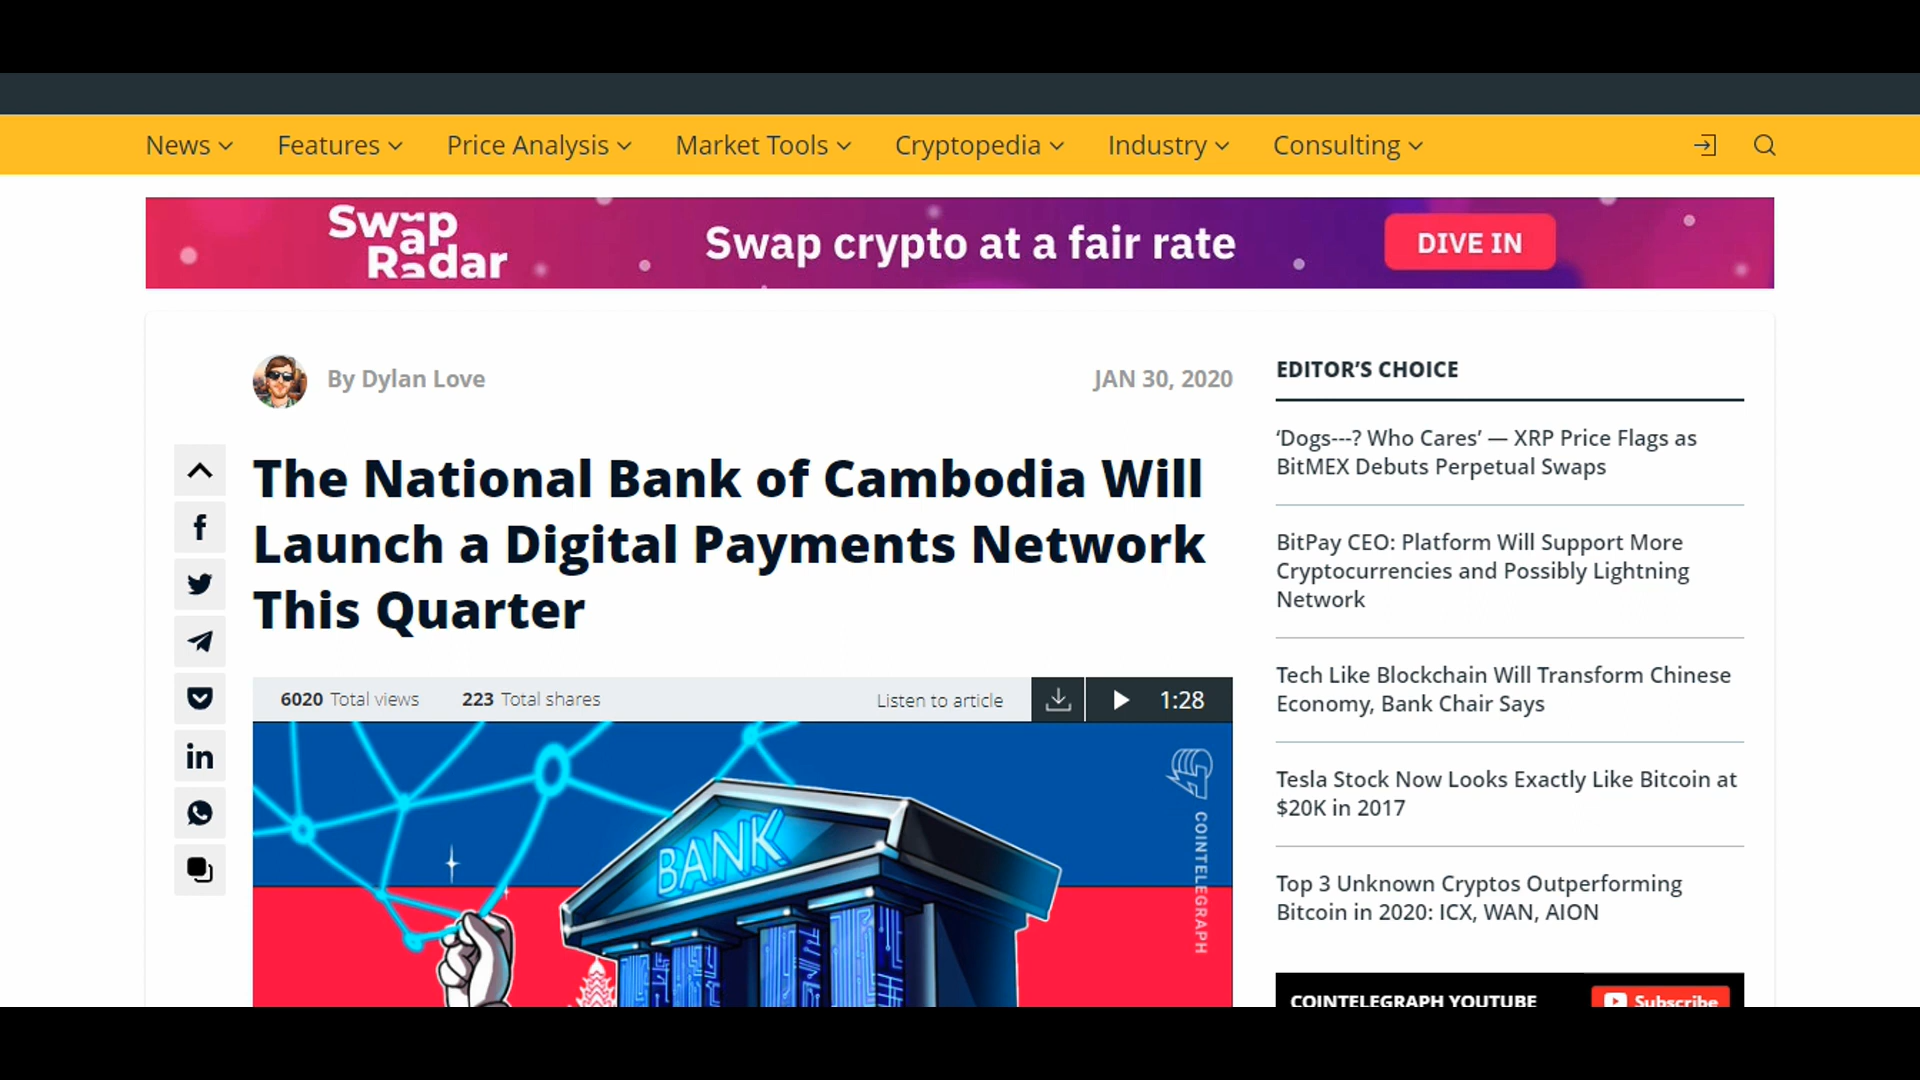 News
Features
Price Analysis
Market Tools
Cryptopedia
Industry
Consulting
Swap
Radar
Swap crypto at a fair rate
DIVE IN
By Dylan Love
JAN 30, 2020
The National Bank of Cambodia Will
Launch a Digital Payments Network
This Quarter
6020 Total views
223 Total shares
Listen to article
1:28
BANK
COINTELEGRAPH
EDITOR’S CHOICE
‘Dogs---? Who Cares’ — XRP Price Flags as
BitMEX Debuts Perpetual Swaps
BitPay CEO: Platform Will Support More
Cryptocurrencies and Possibly Lightning
Network
Tech Like Blockchain Will Transform Chinese
Economy, Bank Chair Says
Tesla Stock Now Looks Exactly Like Bitcoin at
$20K in 2017
Top 3 Unknown Cryptos Outperforming
Bitcoin in 2020: ICX, WAN, AION
COINTELEGRAPH YOUTUBE
Subscribe